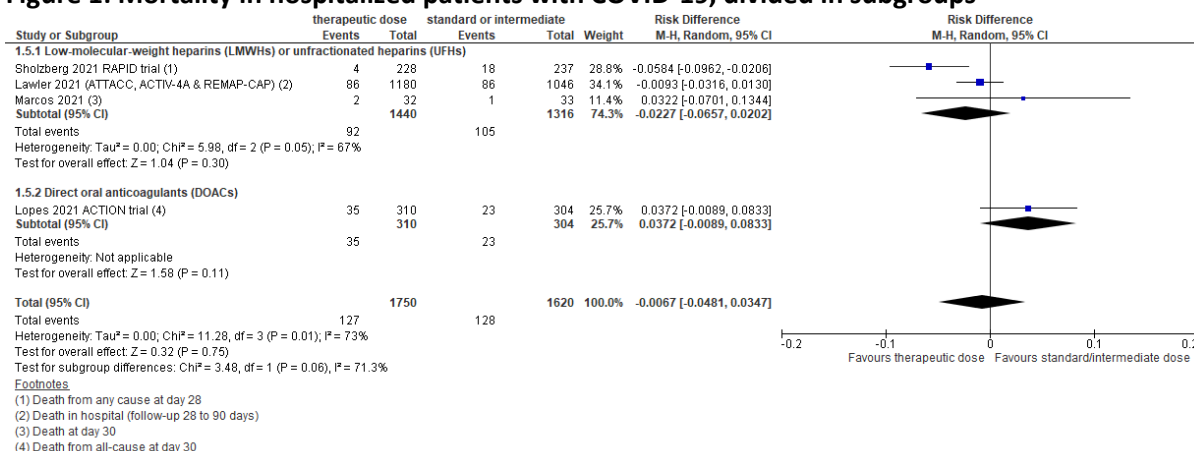 Figure 1: Mortality in hospitalized patients with COVID-19, divided in subgroups
therapeutic dose standard or intermediate Risk Difference Risk Difference
Study or Subgroup Events Total Events Total Weight M-H, Random, 95% CI M-H, Random, 95% CI
1.5.1 Low-molecular-weight heparins (LMWHs) or unfractionated heparins (UFHs)
Sholzberg 2021 RAPID trial (1) 4 228 18 237 28.8% -0.0584 [-0.0962, -0.0206]
Lawler 2021 (ATTACC, ACTIV-4A & REMAP-CAP) (2) 86 1180 86 1046 34.1% -0.0093 [-0.0316, 0.0130]
Marcos 2021 (3) 2 32 1 33 11.4% 0.0322 [-0.0701, 0.1344]
Subtotal (95% CI) 1440 1316 74.3% -0.0227 [-0.0657, 0.0202]
Total events 92 105
Heterogeneity: Tau² = 0.00; Chi² = 5.98, df = 2 (P = 0.05); I² = 67%
Test for overall effect: Z = 1.04 (P = 0.30)
1.5.2 Direct oral anticoagulants (DOACs)
Lopes 2021 ACTION trial (4) 35 310 23 304 25.7% 0.0372 [-0.0089, 0.0833]
Subtotal (95% CI) 310 304 25.7% 0.0372 [-0.0089, 0.0833]
Total events 35 23
Heterogeneity: Not applicable
Test for overall effect: Z = 1.58 (P = 0.11)
Total (95% CI) 1750 1620 100.0% -0.0067 [-0.0481, 0.0347]
Total events 127 128
Heterogeneity: Tau² = 0.00; Chi² = 11.28, df = 3 (P = 0.01); I² = 73%
Test for overall effect: Z = 0.32 (P = 0.75)
Test for subgroup differences: Chi² = 3.48, df = 1 (P = 0.06), I² = 71.3%
-0.2 -0.1 0 0.1 0.2
Favours therapeutic dose Favours standard/intermediate dose
Footnotes
(1) Death from any cause at day 28
(2) Death in hospital (follow-up 28 to 90 days)
(3) Death at day 30
(4) Death from all-cause at day 30